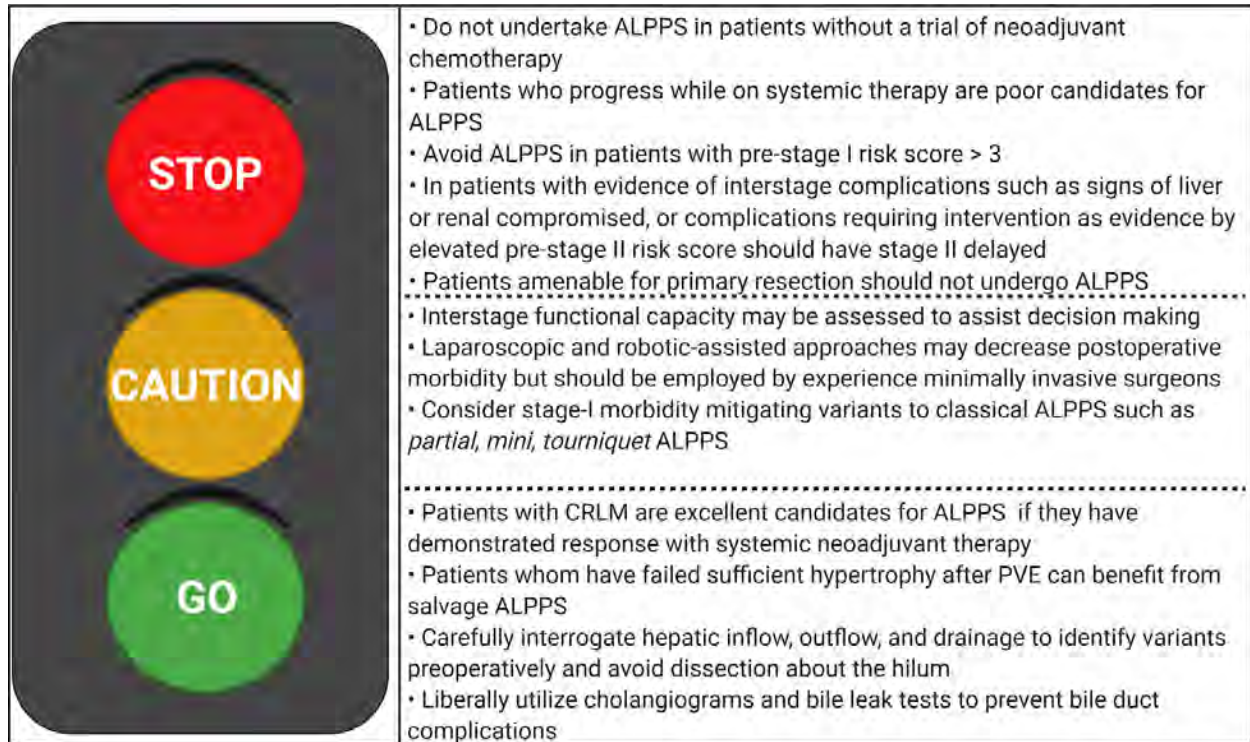 STOP
• Do not undertake ALPPS in patients without a trial of neoadjuvant
chemotherapy
• Patients who progress while on systemic therapy are poor candidates for
ALPPS
• Avoid ALPPS in patients with pre-stage I risk score > 3
• In patients with evidence of interstage complications such as signs of liver
or renal compromised, or complications requiring intervention as evidence by
elevated pre-stage II risk score should have stage II delayed
• Patients amenable for primary resection should not undergo ALPPS
CAUTION
• Interstage functional capacity may be assessed to assist decision making
• Laparoscopic and robotic-assisted approaches may decrease postoperative
morbidity but should be employed by experience minimally invasive surgeons
• Consider stage-I morbidity mitigating variants to classical ALPPS such as
partial, mini, tourniquet ALPPS
GO
• Patients with CRLM are excellent candidates for ALPPS if they have
demonstrated response with systemic neoadjuvant therapy
• Patients whom have failed sufficient hypertrophy after PVE can benefit from
salvage ALPPS
• Carefully interrogate hepatic inflow, outflow, and drainage to identify variants
preoperatively and avoid dissection about the hilum
• Liberally utilize cholangiograms and bile leak tests to prevent bile duct
complications